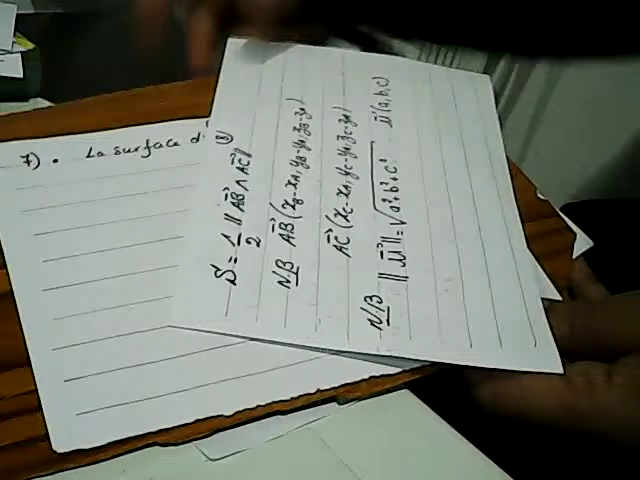 7) • La surface d'
S = 1/2 ||AB⃗ ∧ AC⃗||
N.B AB⃗ (xB-xA, yB-yA, zB-zA)
AC⃗ (xC-xA, yC-yA, zC-zA)
N.B ||u⃗|| = √a²+b²+c² u⃗(a,b,c)